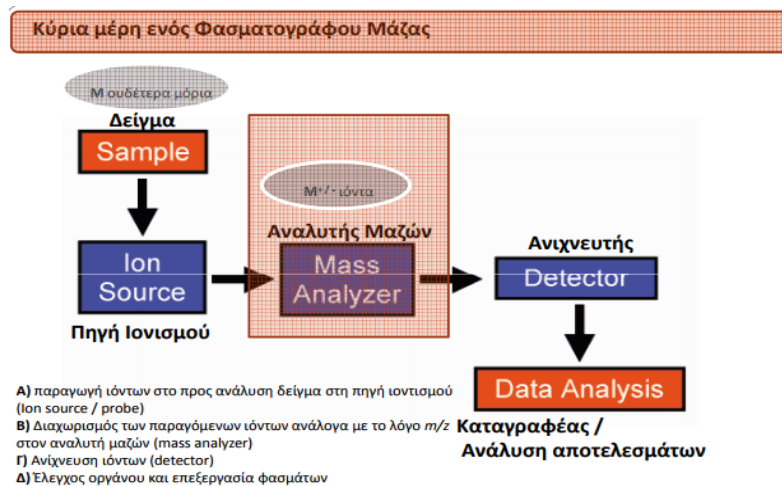 Κύρια μέρη ενός Φασματογράφου Μάζας
Μ ουδέτερα μόρια
Δείγμα
Sample
Μ+/- ιόντα
Αναλυτής Μαζών
Ανιχνευτής
Ion
Source
Mass
Analyzer
Detector
Πηγή Ιονισμού
Data Analysis
Α) παραγωγή ιόντων στο προς ανάλυση δείγμα στη πηγή ιοντισμού
(Ion source / probe)
Β) Διαχωρισμός των παραγόμενων ιόντων ανάλογα με το λόγο m/z
στον αναλυτή μαζών (mass analyzer)
Γ) Ανίχνευση ιόντων (detector)
Δ) Έλεγχος οργάνου και επεξεργασία φασμάτων
Καταγραφέας /
Ανάλυση αποτελεσμάτων